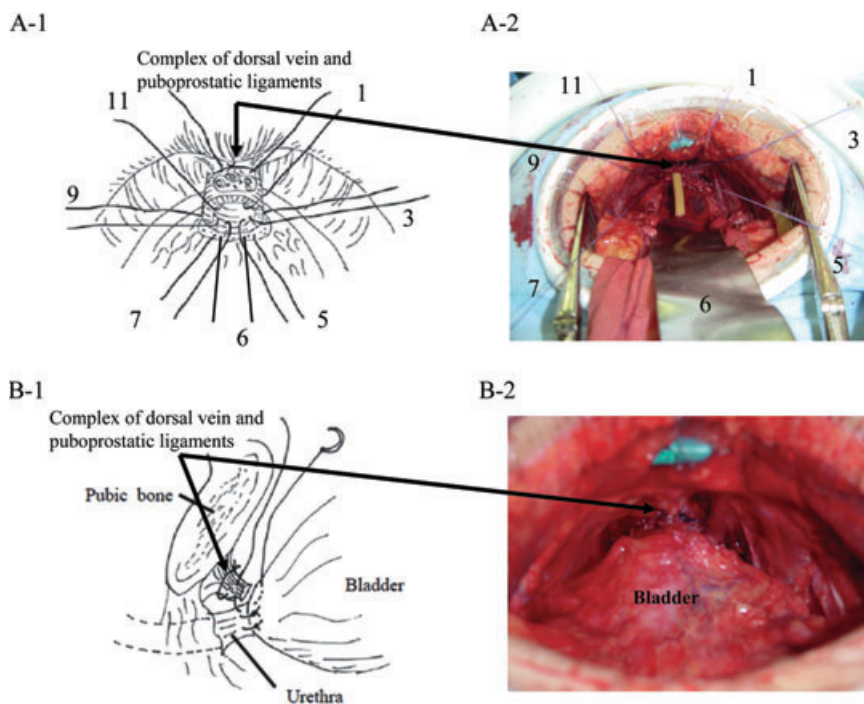 A-1
A-2
Complex of dorsal vein and
puboprostatic ligaments
11
1
9
3
7
6
5
11
1
9
3
7
6
5
B-1
B-2
Complex of dorsal vein and
puboprostatic ligaments
Pubic bone
Bladder
Urethra
Bladder